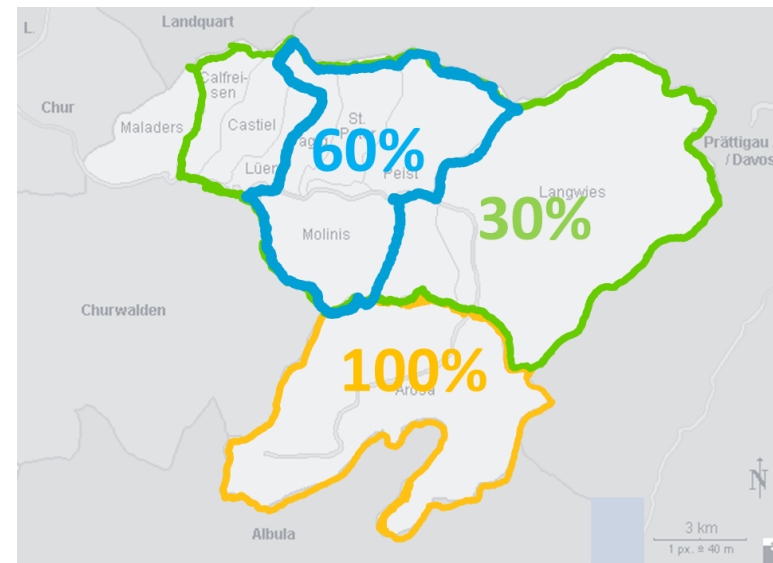 L.
Landquart
Calfrei-
sen
Chur
Maladers
Castiel
St.
60%
Peist
Prättigau
/ Davos
Langwies
30%
Molinis
Churwalden
100%
Arosa
N
Albula
3 km
1 px. ≙ 40 m